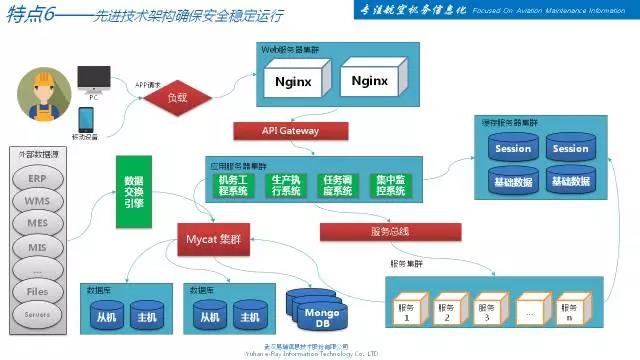 特点6——先进技术架构确保安全稳定运行
专注航空机务信息化 Focused On Aviation Maintenance Information
Web服务器集群
Nginx
Nginx
PC
APP请求
负载
移动设备
API Gateway
缓存服务器集群
Session
Session
基础数据
基础数据
外部数据源
ERP
WMS
MES
MIS
...
Files
Servers
数据
交换
引擎
应用服务器集群
机务工
程系统
生产执
行系统
任务调
度系统
集中监
控系统
Mycat 集群
服务总线
服务集群
数据库
从机
主机
数据库
从机
主机
Mongo
DB
服务
1
服务
2
服务
3
...
服务
n
武汉易瑞信息技术股份有限公司
Information Technology Co., LTD